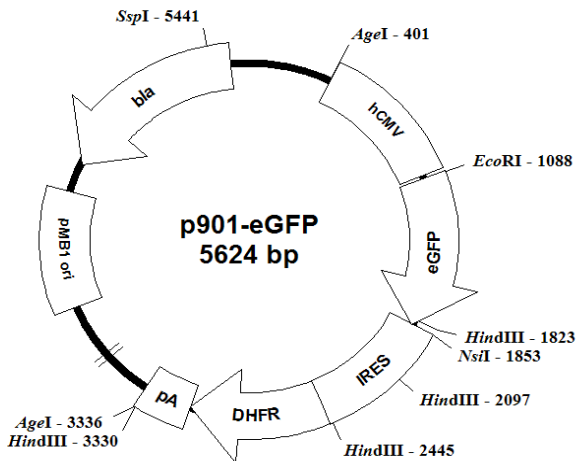 SspI - 5441
AgeI - 401
bla
hCMV
EcoRI - 1088
p901-eGFP
5624 bp
pMB1 ori
eGFP
HindIII - 1823
NsiI - 1853
IRES
HindIII - 2097
pA
DHFR
AgeI - 3336
HindIII - 3330
HindIII - 2445